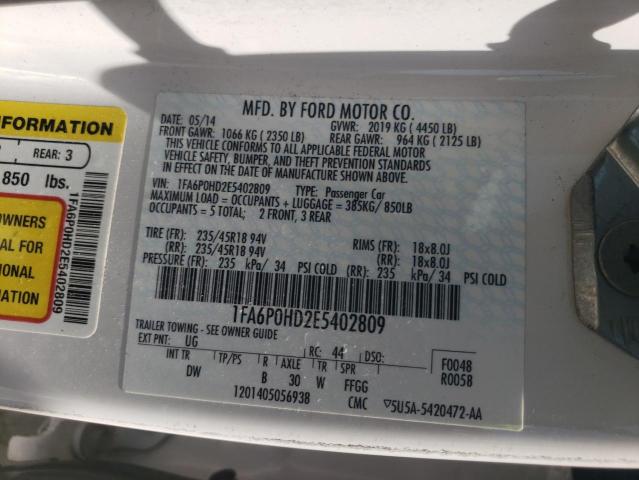 INFORMATION
REAR: 3
850 lbs.
OWNERS
AL FOR
IONAL
RMATION
1FA6P0HD2E5402809
MFD. BY FORD MOTOR CO.
DATE: 05/14 GVWR: 2019 KG ( 4450 LB)
FRONT GAWR: 1066 KG ( 2350 LB) REAR GAWR: 964 KG ( 2125 LB)
THIS VEHICLE CONFORMS TO ALL APPLICABLE FEDERAL MOTOR
VEHICLE SAFETY, BUMPER, AND THEFT PREVENTION STANDARDS
IN EFFECT ON THE DATE OF MANUFACTURE SHOWN ABOVE.
VIN: 1FA6P0HD2E5402809 TYPE: Passenger Car
MAXIMUM LOAD = OCCUPANTS + LUGGAGE = 385KG/ 850LB
OCCUPANTS = 5 TOTAL; 2 FRONT, 3 REAR
TIRE (FR): 235/45R18 94V RIMS (FR): 18x8.0J
(RR): 235/45R18 94V (RR): 18x8.0J
PRESSURE (FR): 235 kPa/ 34 PSI COLD (RR): 235 kPa/ 34 PSI COLD
1FA6P0HD2E5402809
TRAILER TOWING - SEE OWNER GUIDE
EXT PNT: UG RC: 44 DSO: F0048
INT TR TP/PS R AXLE TR SPR R0058
DW B 30 W FFGG
1201405056938 CMC 5U5A-5420472-AA